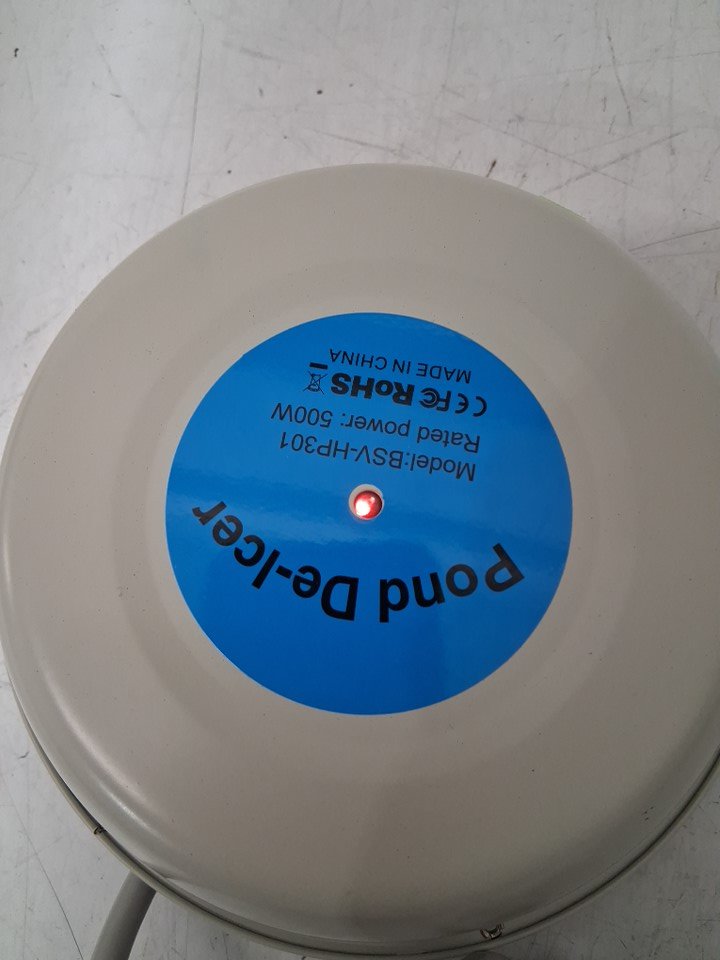 Pond De-Icer
Model:BSV-HP301
Rated power: 500W
CE FC RoHS
MADE IN CHINA